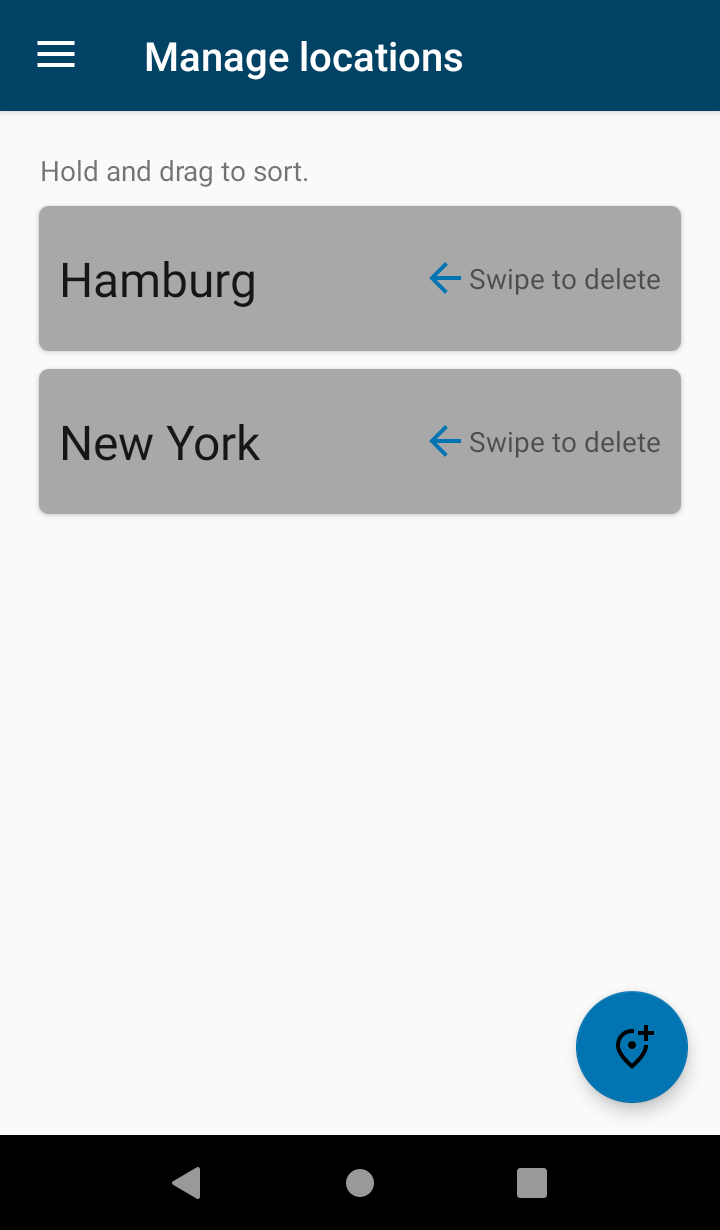 Manage locations
Hold and drag to sort.
Hamburg
Swipe to delete
New York
Swipe to delete